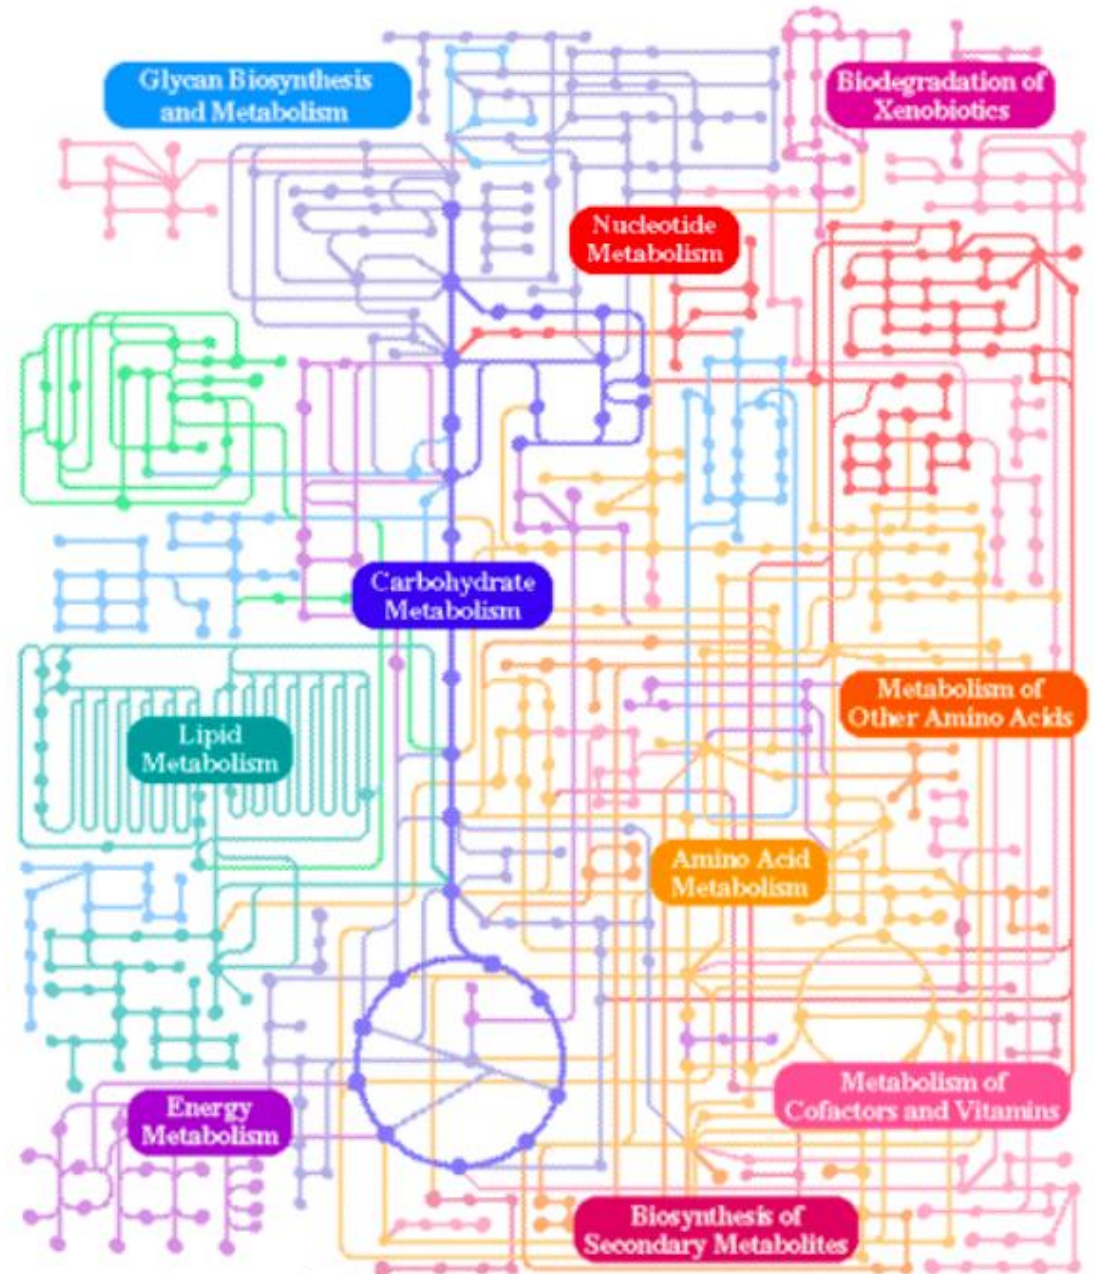 Glycan Biosynthesis
and Metabolism
Biodegradation of
Xenobiotics
Nucleotide
Metabolism
Carbohydrate
Metabolism
Metabolism of
Other Amino Acids
Lipid
Metabolism
Amino Acid
Metabolism
Metabolism of
Cofactors and Vitamins
Energy
Metabolism
Biosynthesis of
Secondary Metabolites